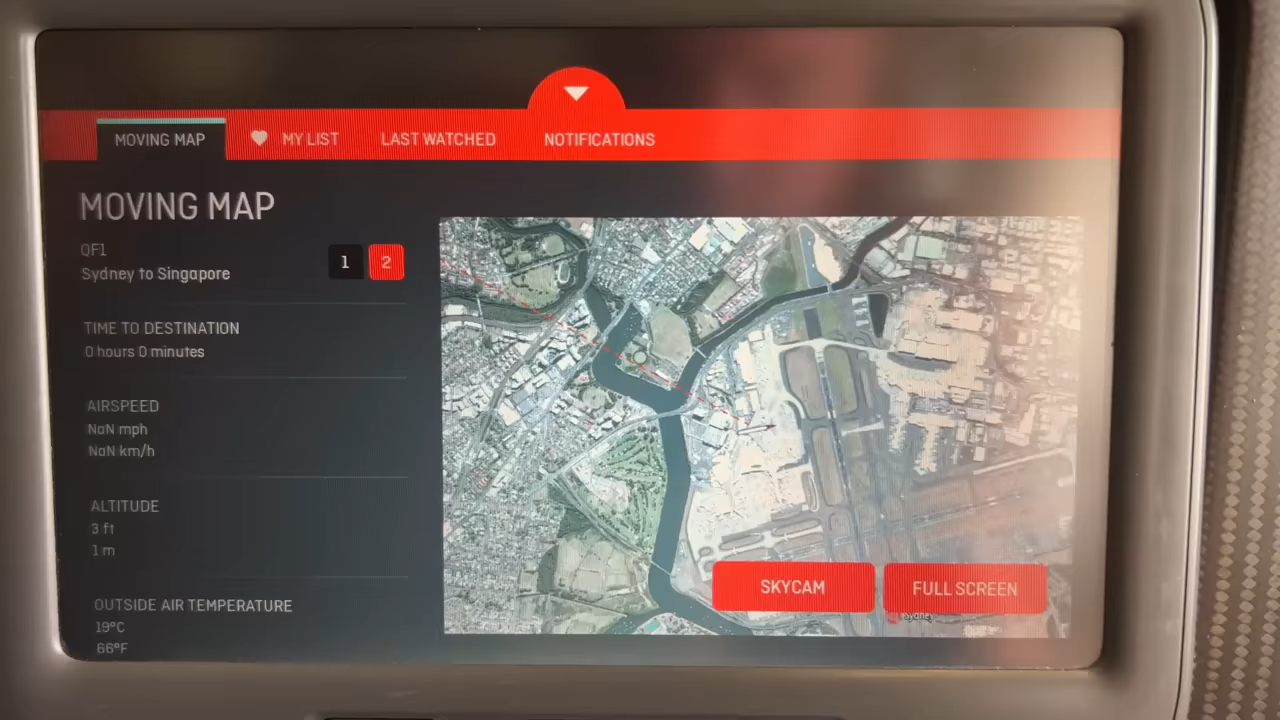 MOVING MAP
MY LIST
LAST WATCHED
NOTIFICATIONS
MOVING MAP
QF1
Sydney to Singapore
1
2
TIME TO DESTINATION
0 hours 0 minutes
AIRSPEED
NaN mph
NaN km/h
ALTITUDE
3 ft
1 m
OUTSIDE AIR TEMPERATURE
19°C
66°F
SKYCAM
FULL SCREEN
Sydney